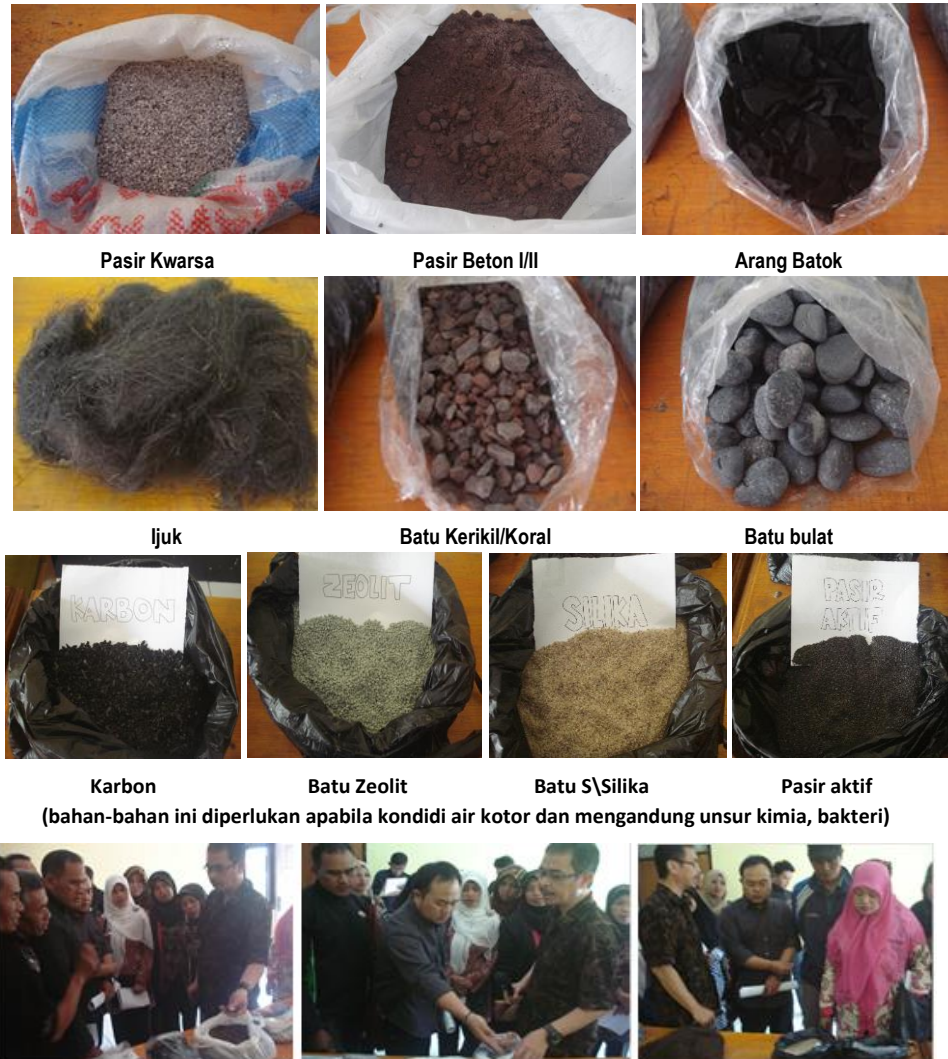 Pasir Kwarsa Pasir Beton I/II Arang Batok
Ijuk Batu Kerikil/Koral Batu bulat
KARBON
ZEOLIT
SILIKA
PASIR
AKTIF
Karbon Batu Zeolit Batu S\Silika Pasir aktif
(bahan-bahan ini diperlukan apabila kondidi air kotor dan mengandung unsur kimia, bakteri)